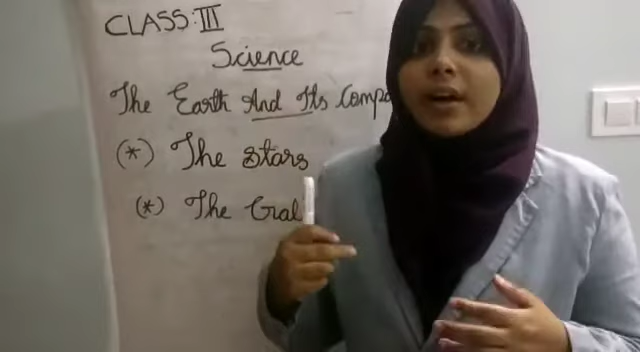 CLASS: III
Science
The Earth And Its
(*) The stars
(*) The